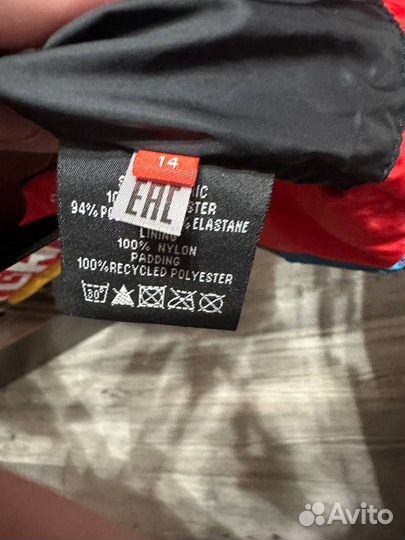 14
EAC
94% ELASTANE
LINING
100% NYLON
PADDING
100%RECYCLED POLYESTER
30°
Avito